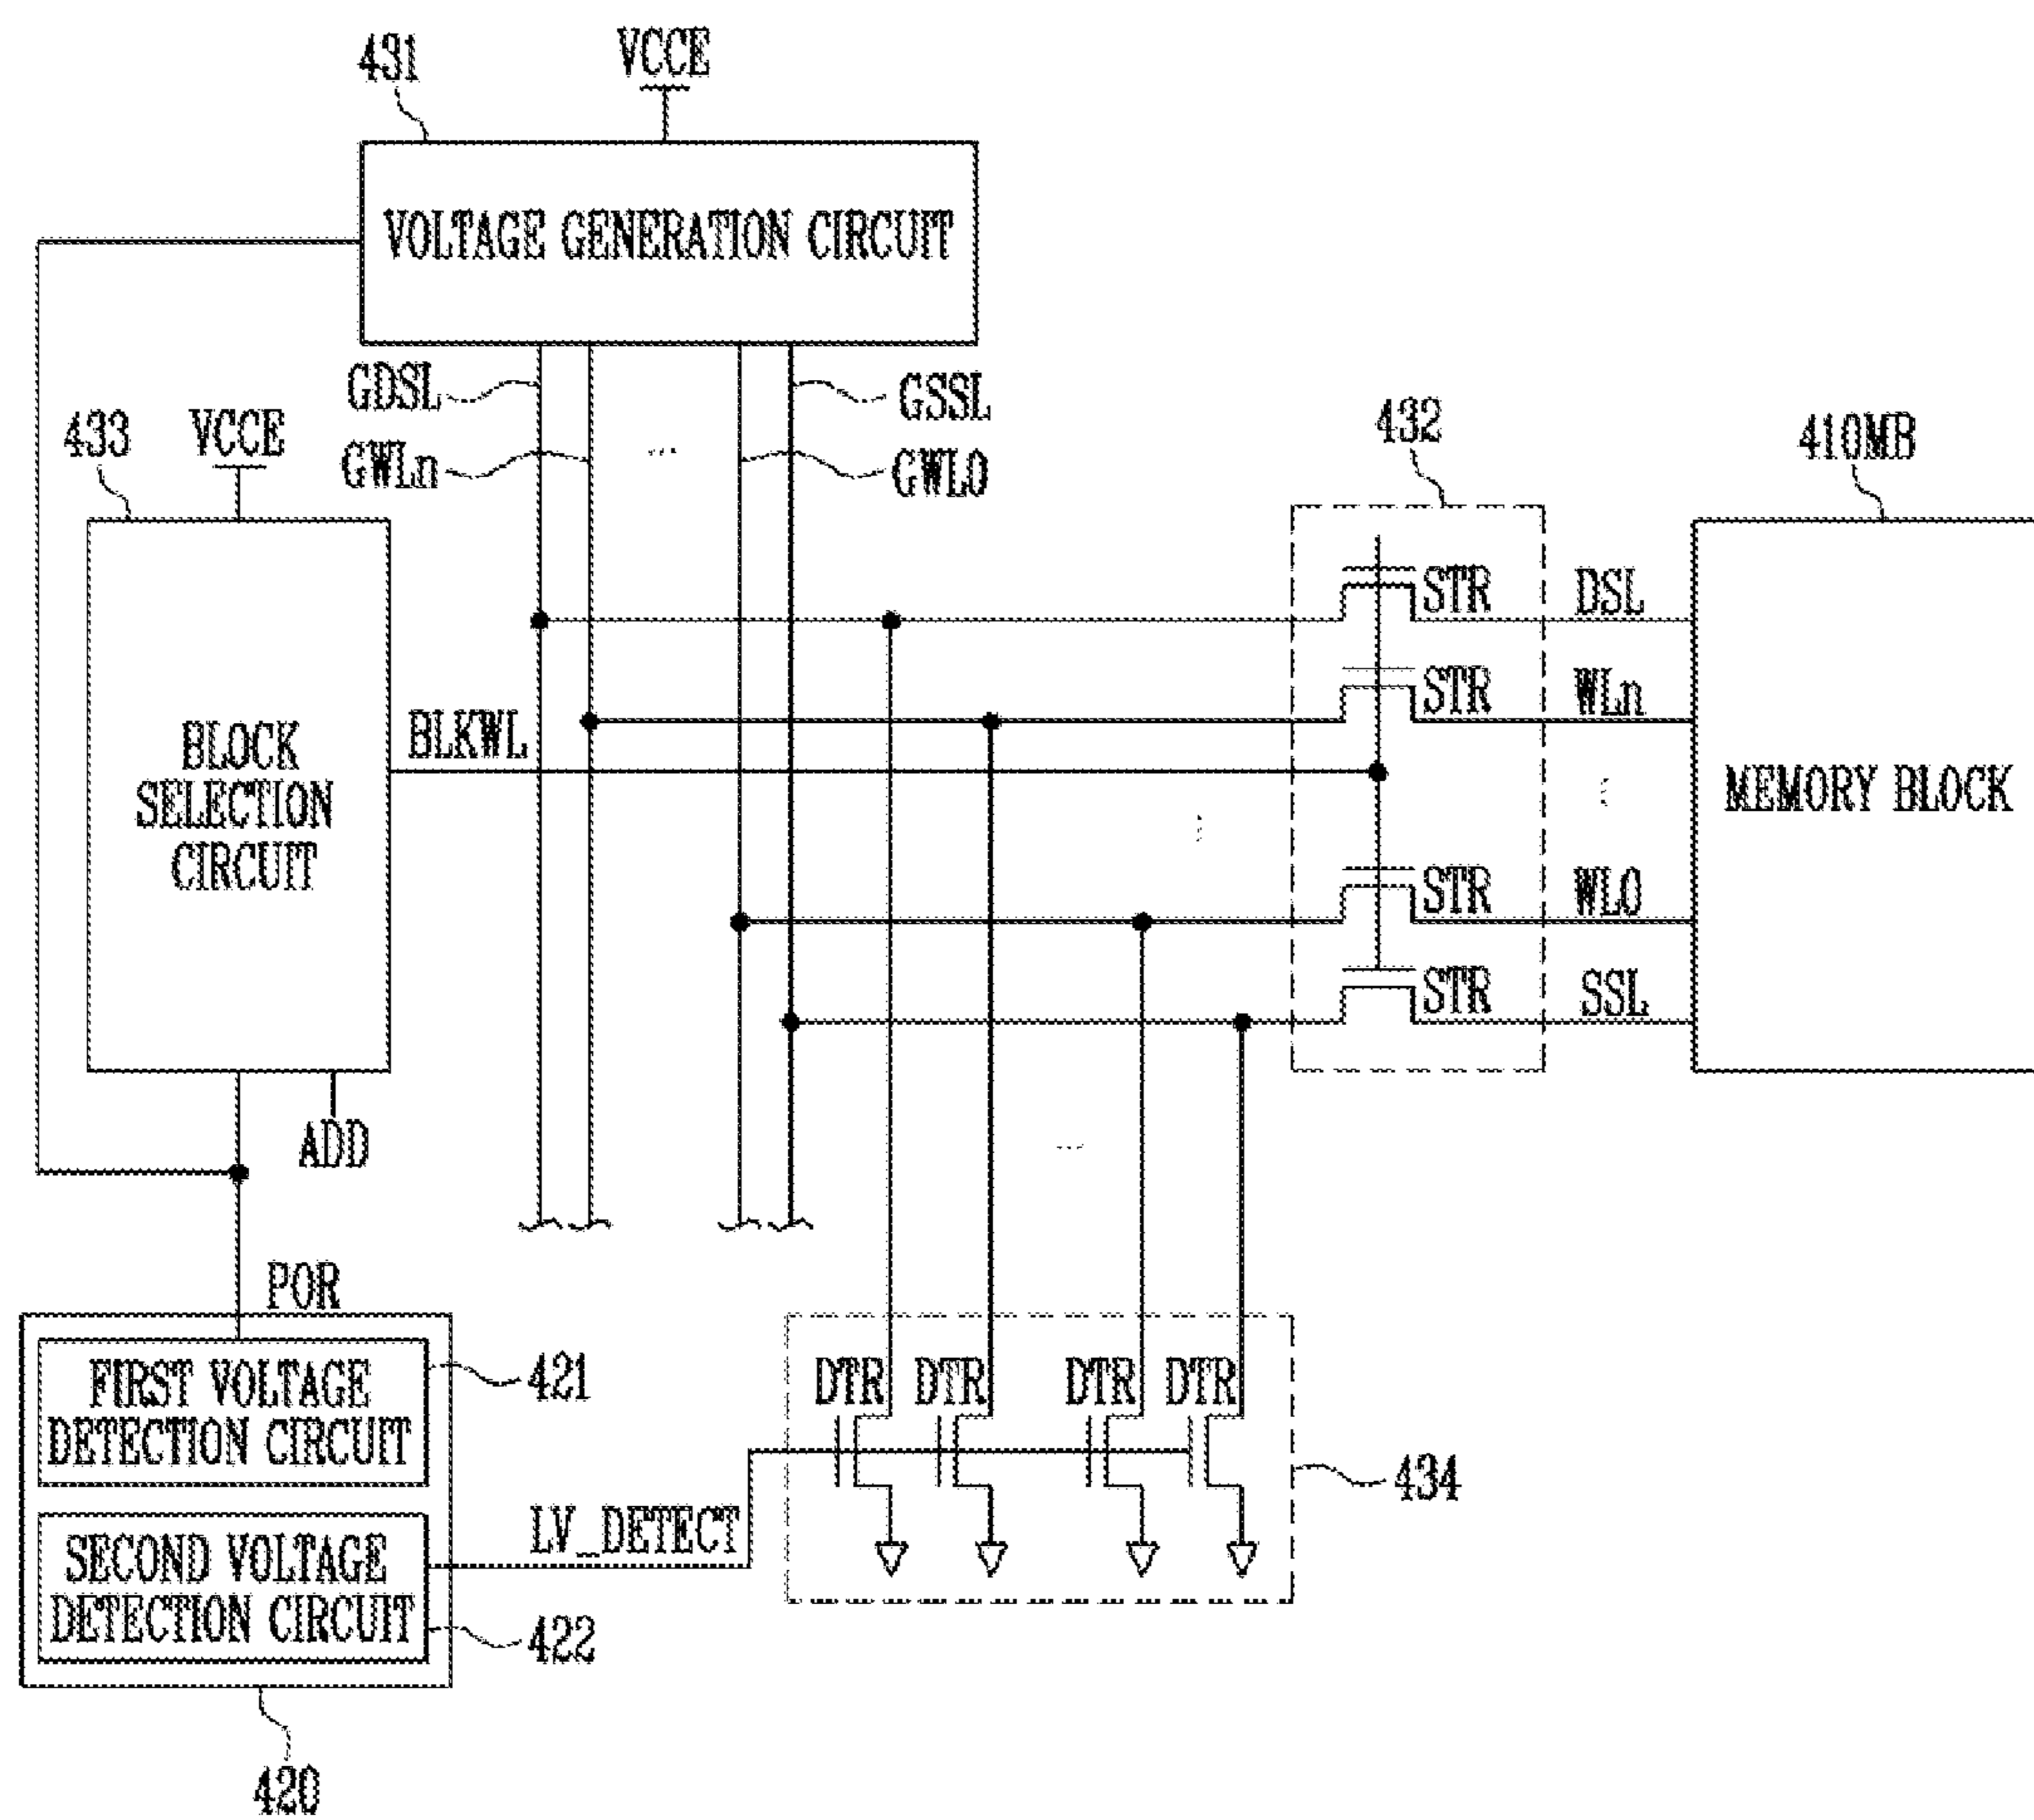 431
VCCE
VOLTAGE GENERATION CIRCUIT
GDSL
GSSL
433
VCCE
GWLn
GWL0
432
410MB
BLOCK
SELECTION
CIRCUIT
BLKWL
STR
DSL
STR
WLn
MEMORY BLOCK
STR
WL0
STR
SSL
ADD
POR
FIRST VOLTAGE
DETECTION CIRCUIT
421
DTR
DTR
DTR
DTR
434
SECOND VOLTAGE
DETECTION CIRCUIT
LV_DETECT
422
420